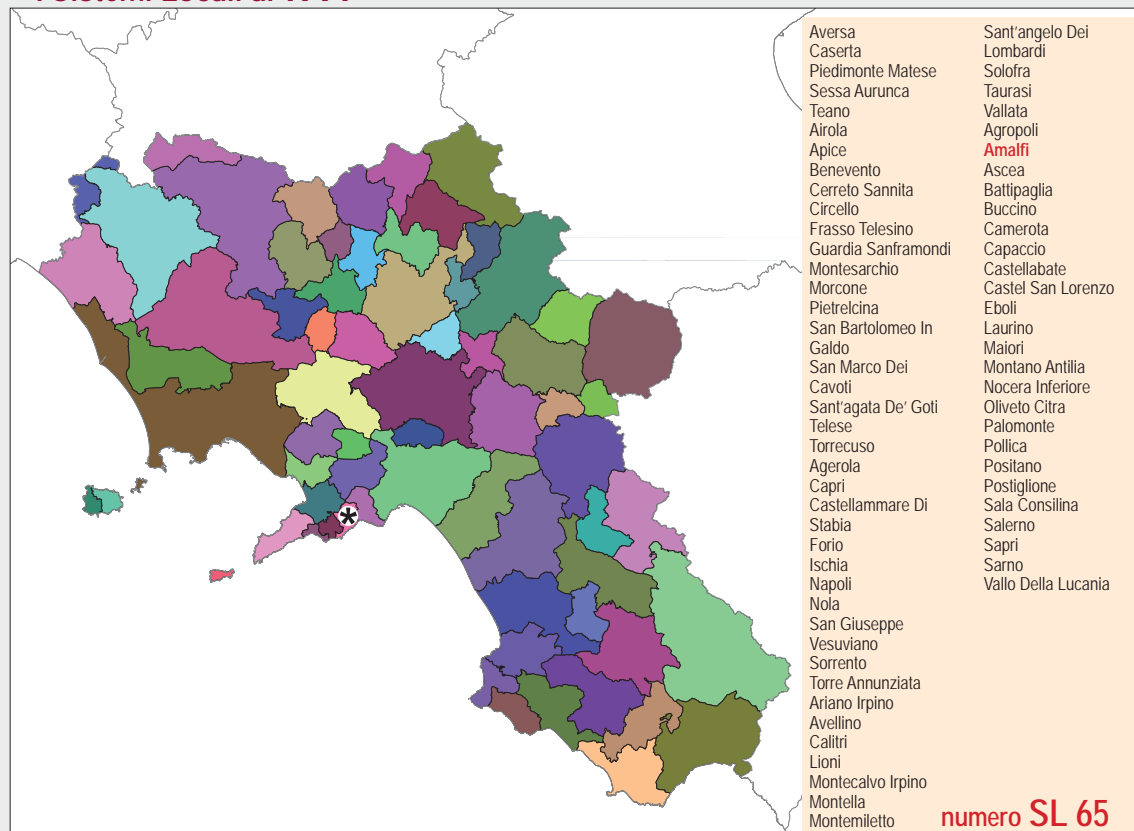 Aversa
Caserta
Piedimonte Matese
Sessa Aurunca
Teano
Airola
Apice
Benevento
Cerreto Sannita
Circello
Frasso Telesino
Guardia Sanframondi
Montesarchio
Morcone
Pietrelcina
San Bartolomeo In
Galdo
San Marco Dei
Cavoti
Sant'agata De' Goti
Telese
Torrecuso
Agerola
Capri
Castellammare Di
Stabia
Forio
Ischia
Napoli
Nola
San Giuseppe
Vesuviano
Sorrento
Torre Annunziata
Ariano Irpino
Avellino
Calitri
Lioni
Montecalvo Irpino
Montella
Montemiletto
Sant'angelo Dei
Lombardi
Solofra
Taurasi
Vallata
Agropoli
Amalfi
Ascea
Battipaglia
Buccino
Camerota
Capaccio
Castellabate
Castel San Lorenzo
Eboli
Laurino
Maiori
Montano Antilia
Nocera Inferiore
Oliveto Citra
Palomonte
Pollica
Positano
Postiglione
Sala Consilina
Salerno
Sapri
Sarno
Vallo Della Lucania
numero SL 65